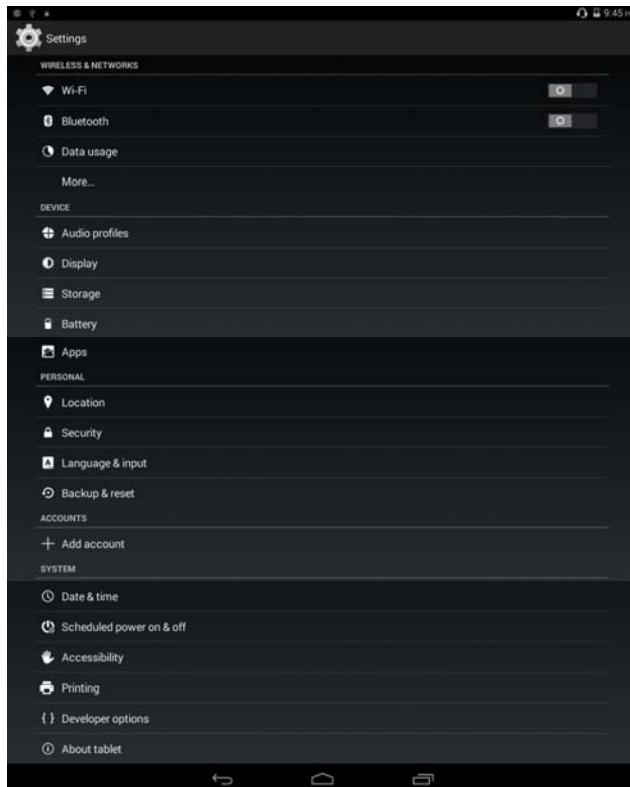 9:45
Settings
WIRELESS & NETWORKS
Wi-Fi
Bluetooth
Data usage
More...
DEVICE
Audio profiles
Display
Storage
Battery
Apps
PERSONAL
Location
Security
A Language & input
Backup & reset
ACCOUNTS
Add account
SYSTEM
Date & time
Scheduled power on & off
Accessibility
Printing
{ } Developer options
About tablet